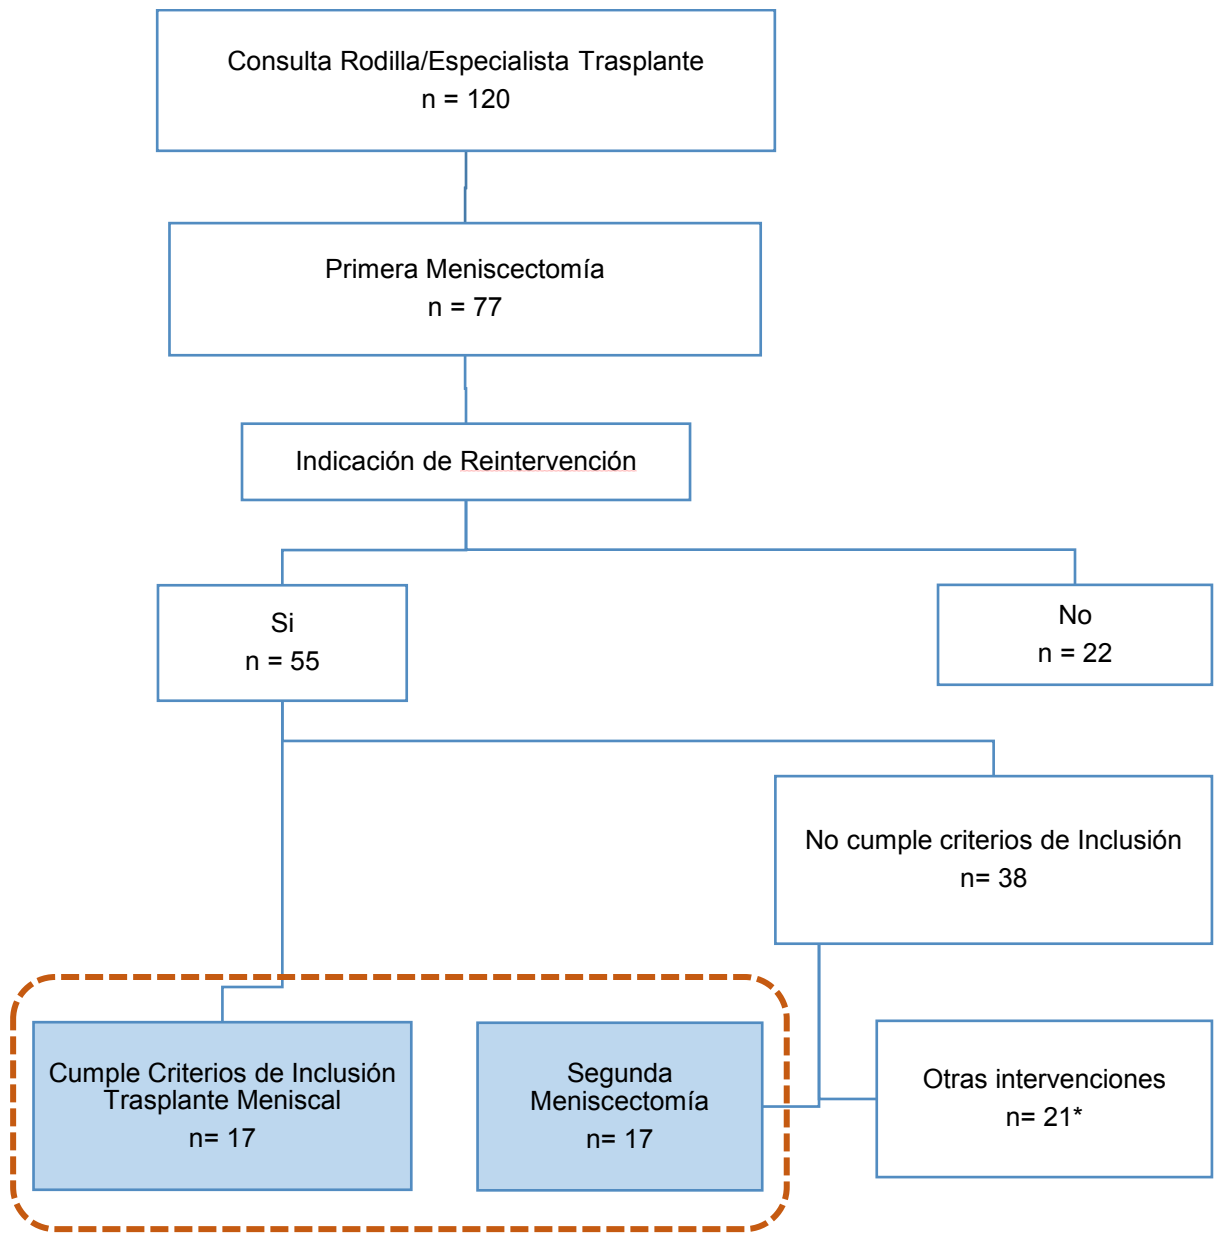 Consulta Rodilla/Especialista Trasplante
n = 120
Primera Meniscectomía
n = 77
Indicación de Reintervención
Si
n = 55
No
n = 22
No cumple criterios de Inclusión
n= 38
Cumple Criterios de Inclusión
Trasplante Meniscal
n= 17
Segunda
Meniscectomía
n= 17
Otras intervenciones
n= 21*